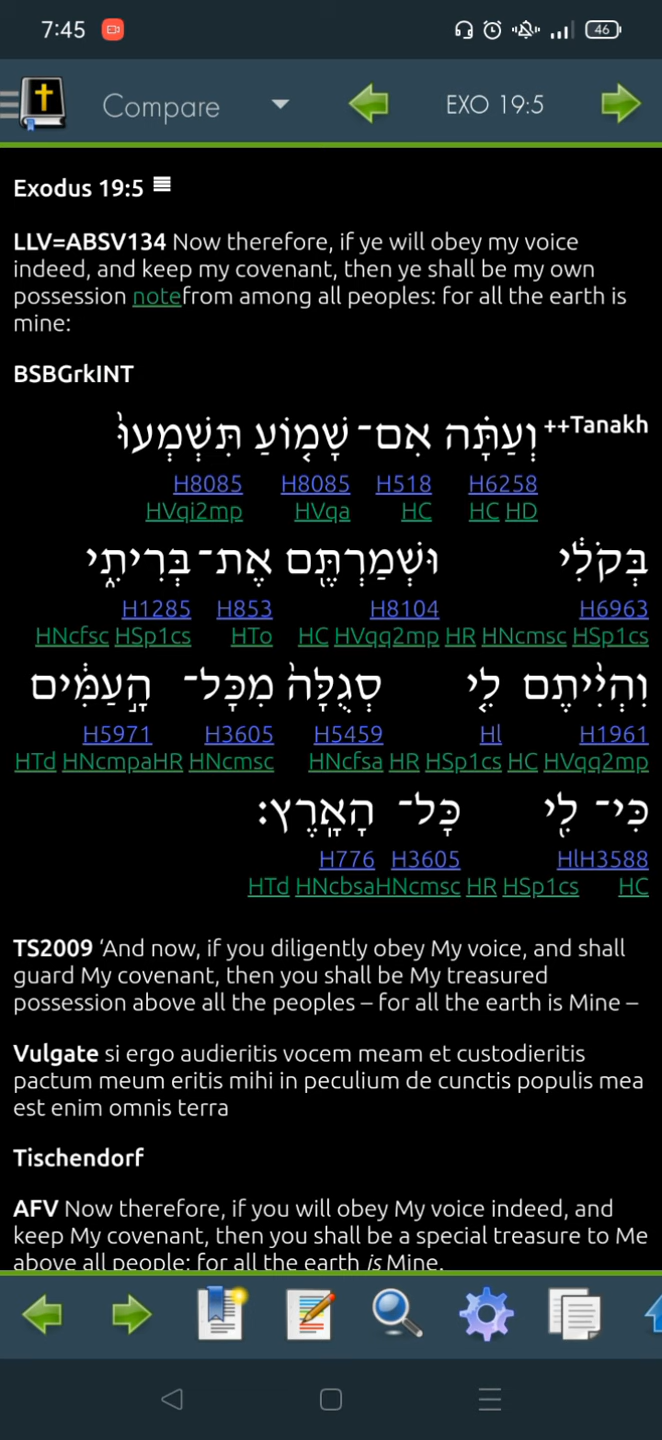 7:45
46
Compare
EXO 19:5
Exodus 19:5
LLV=ABSV134 Now therefore, if ye will obey my voice
indeed, and keep my covenant, then ye shall be my own
possession notefrom among all peoples: for all the earth is
mine:
BSBGrkINT
++Tanakh וְעַתָּ֗ה אִם־ שָׁמ֤וֹעַ תִּשְׁמְעוּ֙
H8085 H8085 H518 H6258
HVqi2mp HVqa HC HC HD
בְּקֹלִ֔י וּשְׁמַרְתֶּ֖ם אֶת־ בְּרִיתִ֑י
H1285 H853 H8104 H6963
HNcfsc HSp1cs HTo HC HVqq2mp HR HNcmsc HSp1cs
וִהְיִ֨יתֶם לִ֤י סְגֻלָּה֙ מִכָּל־ הָ֣עַמִּ֔ים
H5971 H3605 H5459 Hl H1961
HTd HNcmpaHR HNcmsc HNcfsa HR HSp1cs HC HVqq2mp
כִּי־ לִ֖י כָּל־ הָאָֽרֶץ׃
H776 H3605 HlH3588
HTd HNcbsaHNcmsc HR HSp1cs HC
TS2009 ‘And now, if you diligently obey My voice, and shall
guard My covenant, then you shall be My treasured
possession above all the peoples – for all the earth is Mine –
Vulgate si ergo audieritis vocem meam et custodieritis
pactum meum eritis mihi in peculium de cunctis populis mea
est enim omnis terra
Tischendorf
AFV Now therefore, if you will obey My voice indeed, and
keep My covenant, then you shall be a special treasure to Me
above all people; for all the earth is Mine.